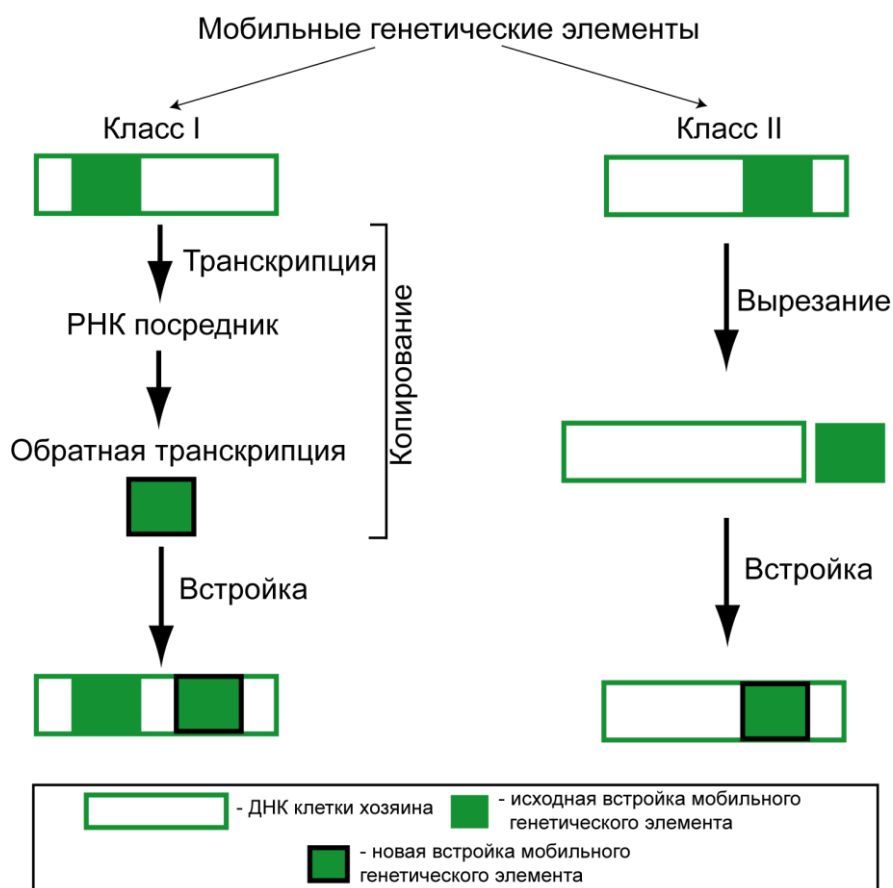 Мобильные генетические элементы
Класс I
Транскрипция
РНК посредник
Обратная транскрипция
Копирование
Встройка
Класс II
Вырезание
Встройка
- ДНК клетки хозяина
- исходная встройка мобильного
генетического элемента
- новая встройка мобильного
генетического элемента